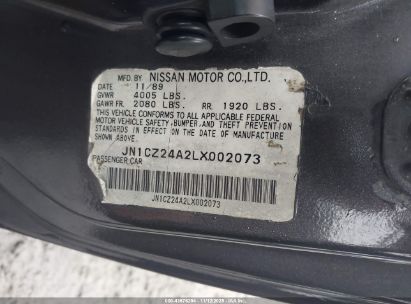 MFD. BY NISSAN MOTOR CO.,LTD.
DATE 11/89
GVWR 4005 LBS.
GAWR FR. 2080 LBS. RR. 1920 LBS.
THIS VEHICLE CONFORMS TO ALL APPLICABLE FEDERAL
MOTOR VEHICLE SAFETY, BUMPER, AND THEFT PREVENTION
STANDARDS IN EFFECT ON THE DATE OF MANUFACTURE
SHOWN ABOVE.
JN1CZ24A2LX002073
PASSENGER CAR
JN1CZ24A2LX002073